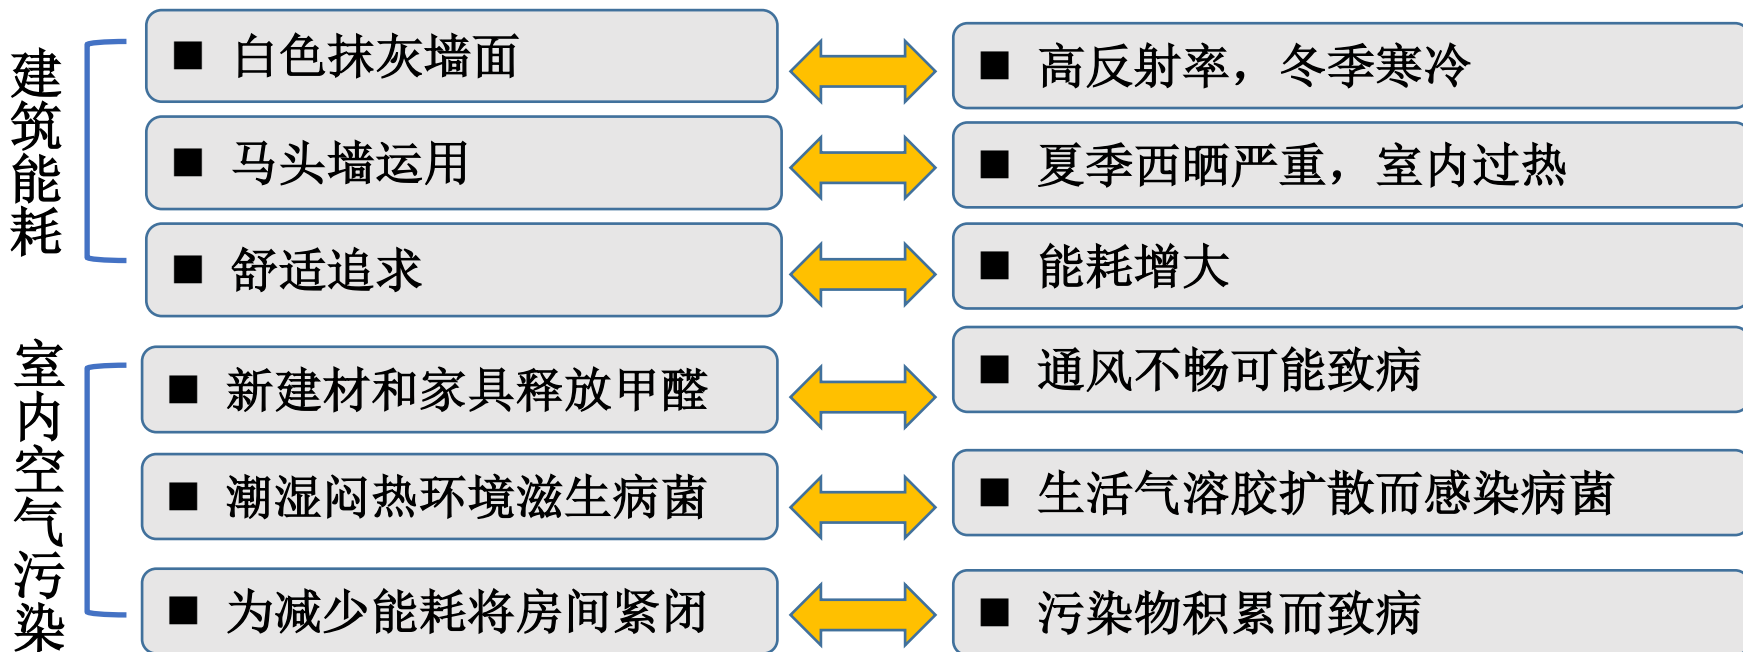 建筑能耗
■ 白色抹灰墙面
■ 高反射率，冬季寒冷
■ 马头墙运用
■ 夏季西晒严重，室内过热
■ 舒适追求
■ 能耗增大
室内空气污染
■ 新建材和家具释放甲醛
■ 通风不畅可能致病
■ 潮湿闷热环境滋生病菌
■ 生活气溶胶扩散而感染病菌
■ 为减少能耗将房间紧闭
■ 污染物积累而致病